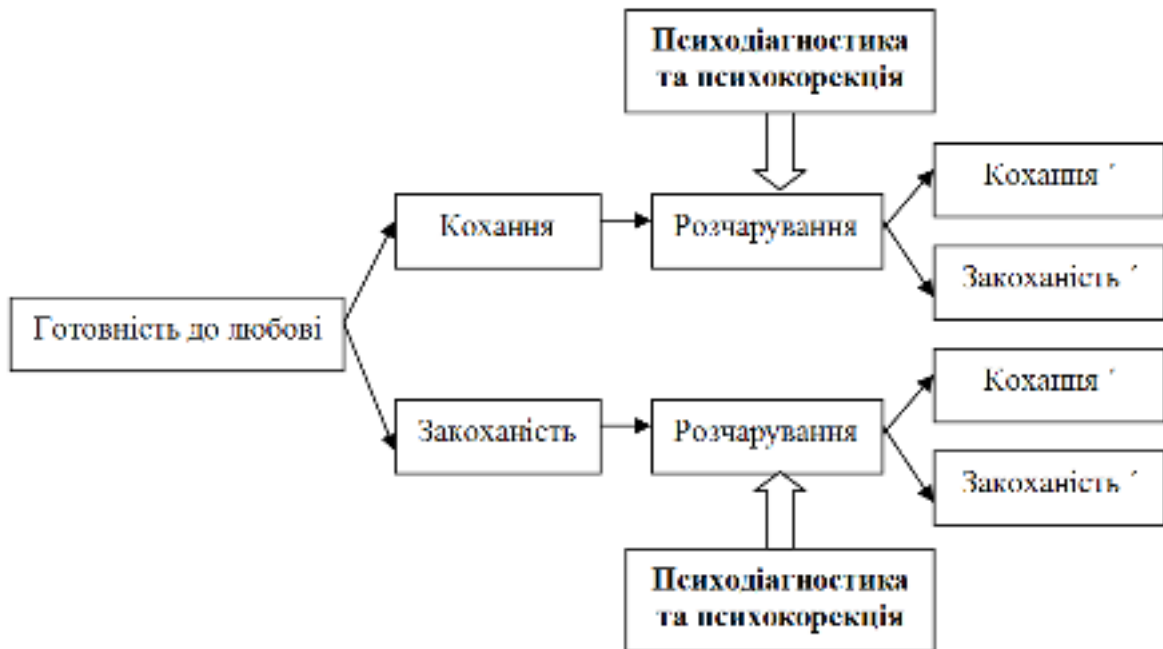 Психодіагностика
та психокорекція
Кохання ´
Кохання
Розчарування
Закоханість ´
Готовність до любові
Кохання ´
Закоханість
Розчарування
Закоханість ´
Психодіагностика
та психокорекція